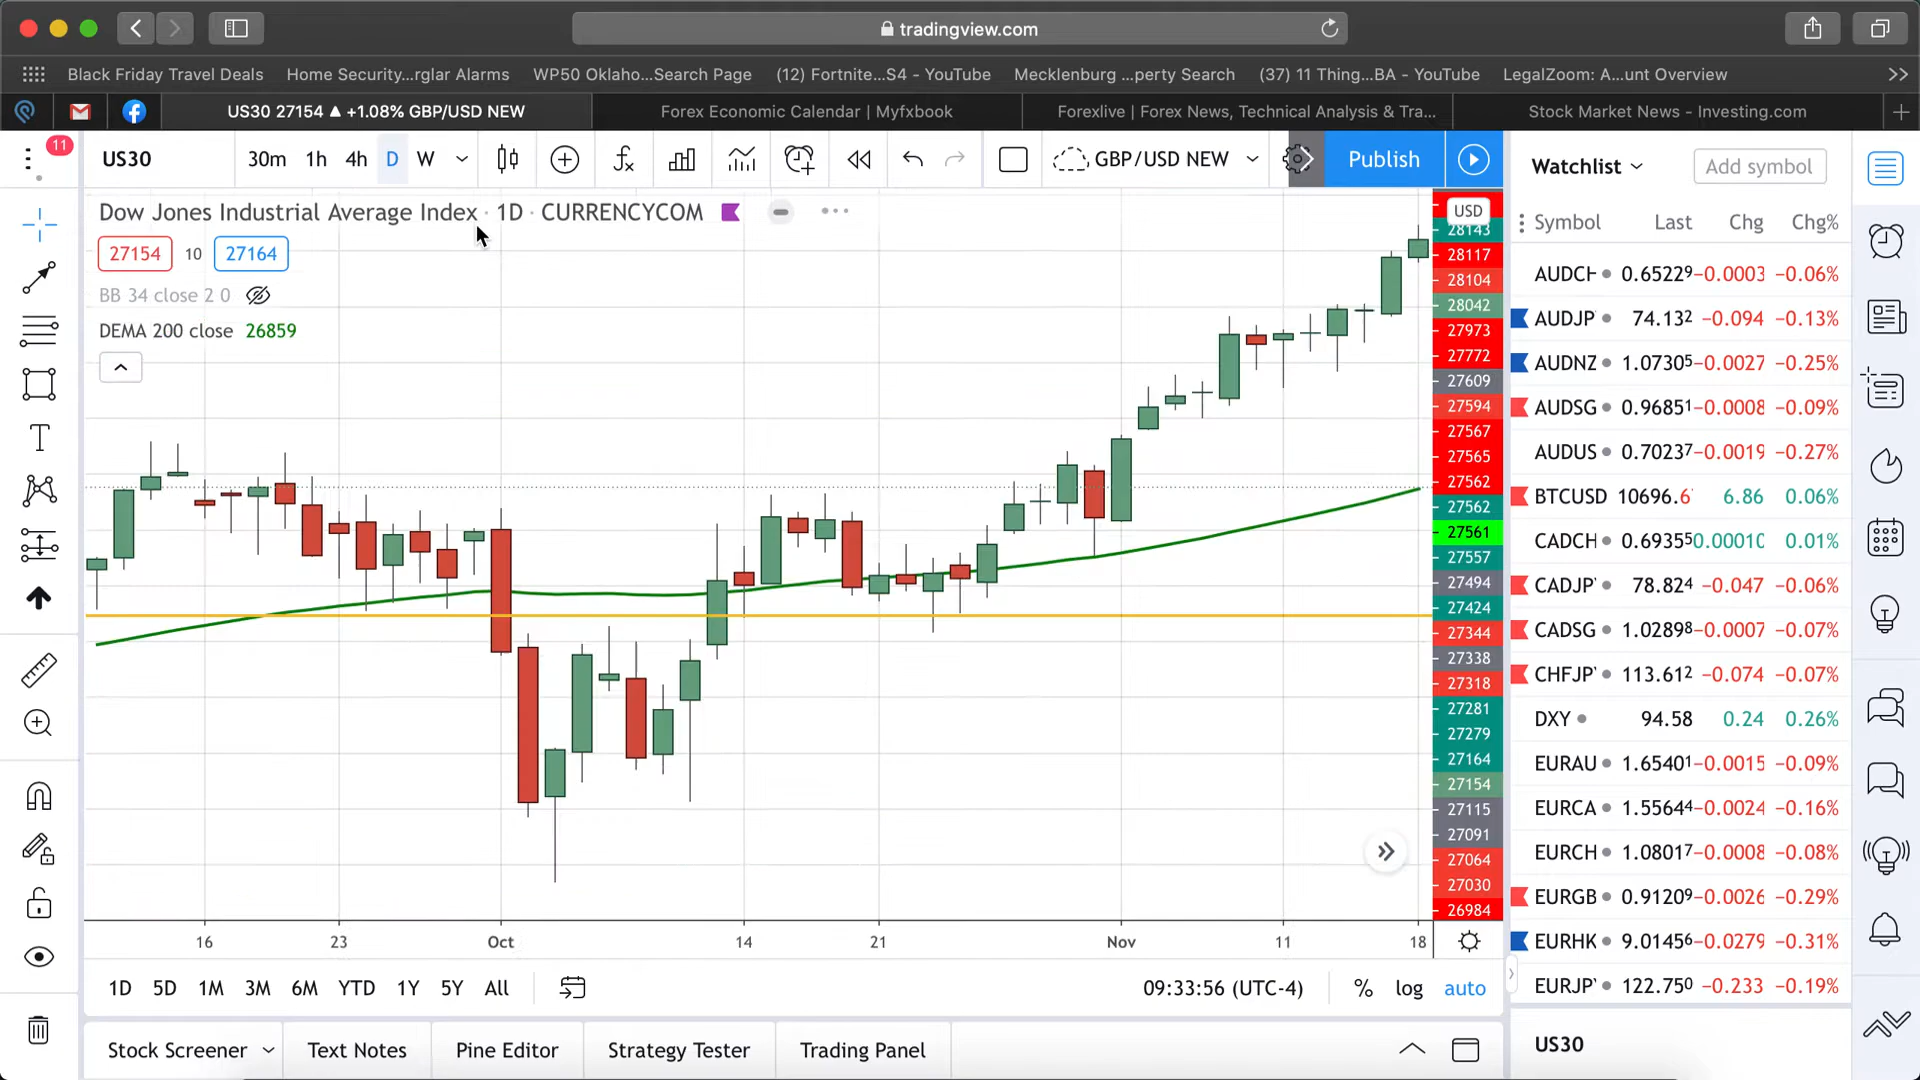 tradingview.com
Black Friday Travel Deals
Home Security...rglar Alarms
WP50 Oklaho...Search Page
(12) Fortnite...S4 - YouTube
Mecklenburg ...perty Search
(37) 11 Thing...BA - YouTube
LegalZoom: A...unt Overview
US30 27154 ▲ +1.08% GBP/USD NEW
Forex Economic Calendar | Myfxbook
Forexlive | Forex News, Technical Analysis & Tra...
Stock Market News - Investing.com
11
US30
30m
1h
4h
D
W
GBP/USD NEW
Publish
Watchlist
Add symbol
Dow Jones Industrial Average Index · 1D · CURRENCYCOM
27154
10
27164
BB 34 close 2 0
DEMA 200 close 26859
USD
28143
28117
28104
28042
27973
27772
27609
27594
27567
27565
27562
27562
27561
27557
27494
27424
27344
27338
27318
27281
27279
27164
27154
27115
27091
27064
27030
26984
Symbol Last Chg Chg%
AUDCH 0.65229 −0.0003 −0.06%
AUDJP 74.132 −0.094 −0.13%
AUDNZ 1.07305 −0.0027 −0.25%
AUDSG 0.96851 −0.0008 −0.09%
AUDUS 0.70237 −0.0019 −0.27%
BTCUSD 10696.6 6.86 0.06%
CADCH 0.69355 0.00010 0.01%
CADJP 78.824 −0.047 −0.06%
CADSG 1.02898 −0.0007 −0.07%
CHFJP 113.612 −0.074 −0.07%
DXY 94.58 0.24 0.26%
EURAU 1.65401 −0.0015 −0.09%
EURCA 1.55644 −0.0024 −0.16%
EURCH 1.08017 −0.0008 −0.08%
EURGB 0.91209 −0.0026 −0.29%
EURHK 9.01456 −0.0279 −0.31%
EURJP 122.750 −0.233 −0.19%
16 23 Oct 14 21 Nov 11 18
1D 5D 1M 3M 6M YTD 1Y 5Y All
09:33:56 (UTC-4)
% log auto
Stock Screener
Text Notes
Pine Editor
Strategy Tester
Trading Panel
US30